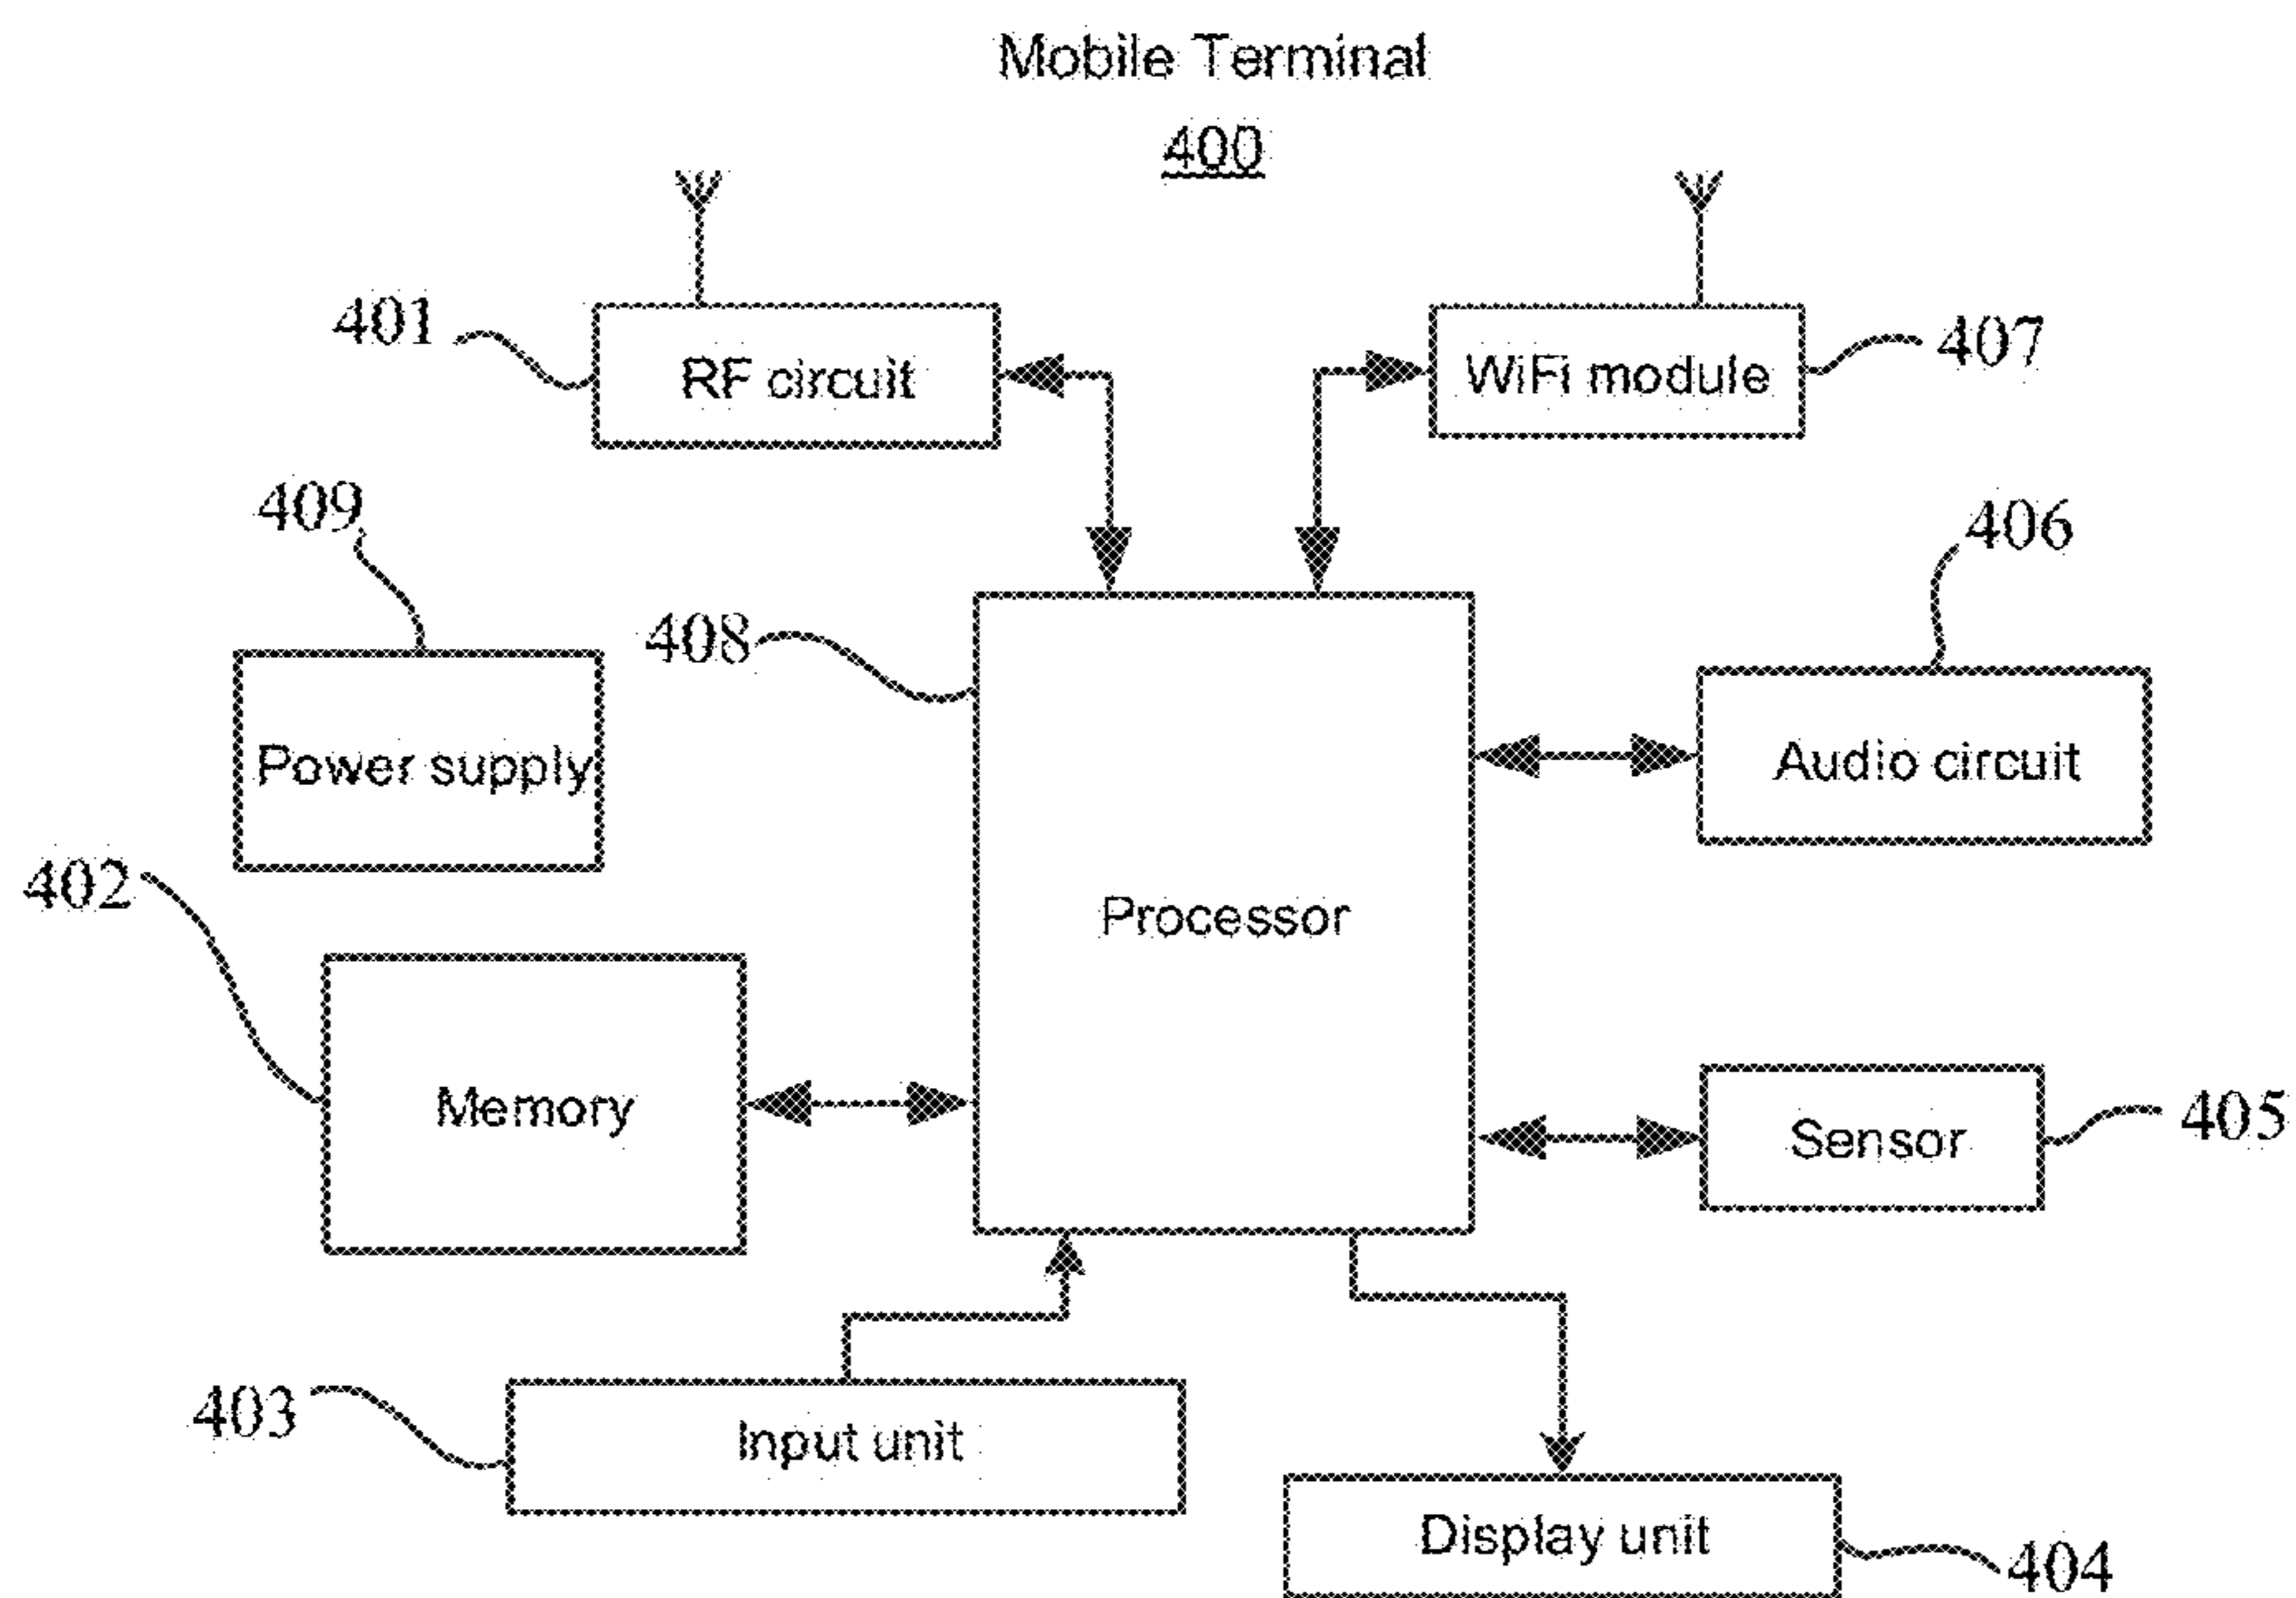 Mobile Terminal
400
401
RF circuit
WiFi module
407
409
406
408
Power supply
Audio circuit
402
Processor
Memory
Sensor
405
403
Input unit
Display unit
404